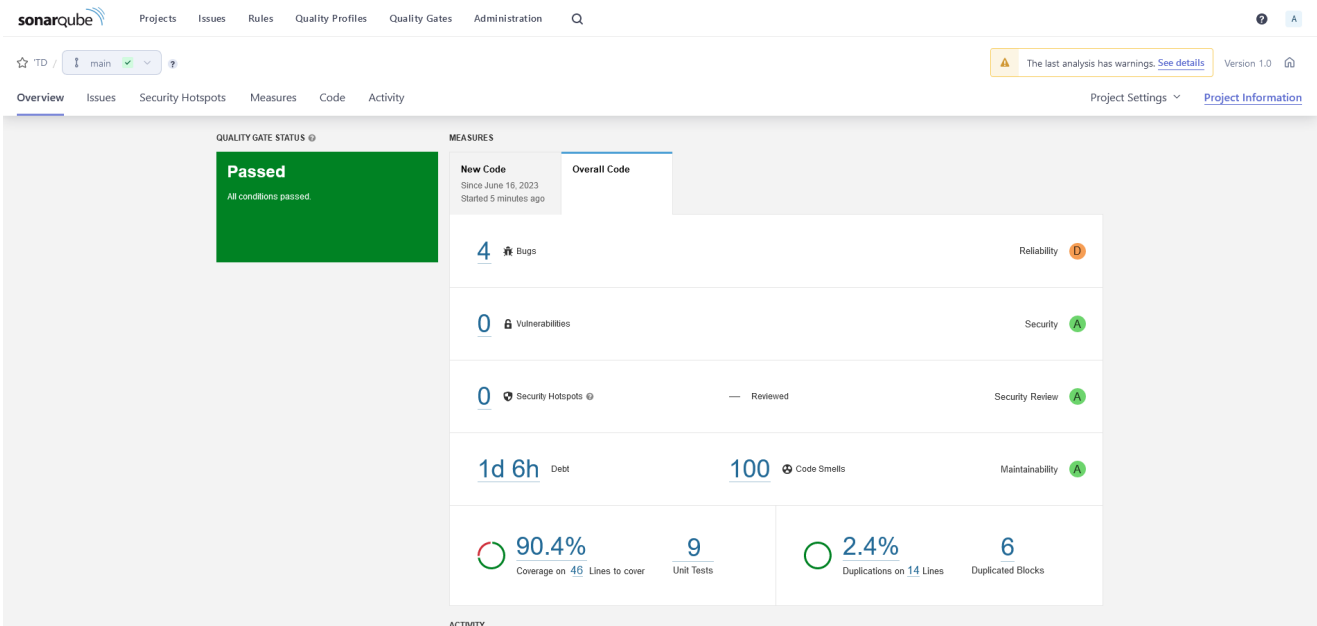 sonarqube Projects Issues Rules Quality Profiles Quality Gates Administration A
'TD / main The last analysis has warnings. See details Version 1.0
Overview Issues Security Hotspots Measures Code Activity Project Settings Project Information
QUALITY GATE STATUS
Passed
All conditions passed.
MEASURES
New Code
Since June 16, 2023
Started 5 minutes ago
Overall Code
4 Bugs Reliability D
0 Vulnerabilities Security A
0 Security Hotspots — Reviewed Security Review A
1d 6h Debt 100 Code Smells Maintainability A
90.4%
Coverage on 46 Lines to cover
9
Unit Tests
2.4%
Duplications on 14 Lines
6
Duplicated Blocks
ACTIVITY